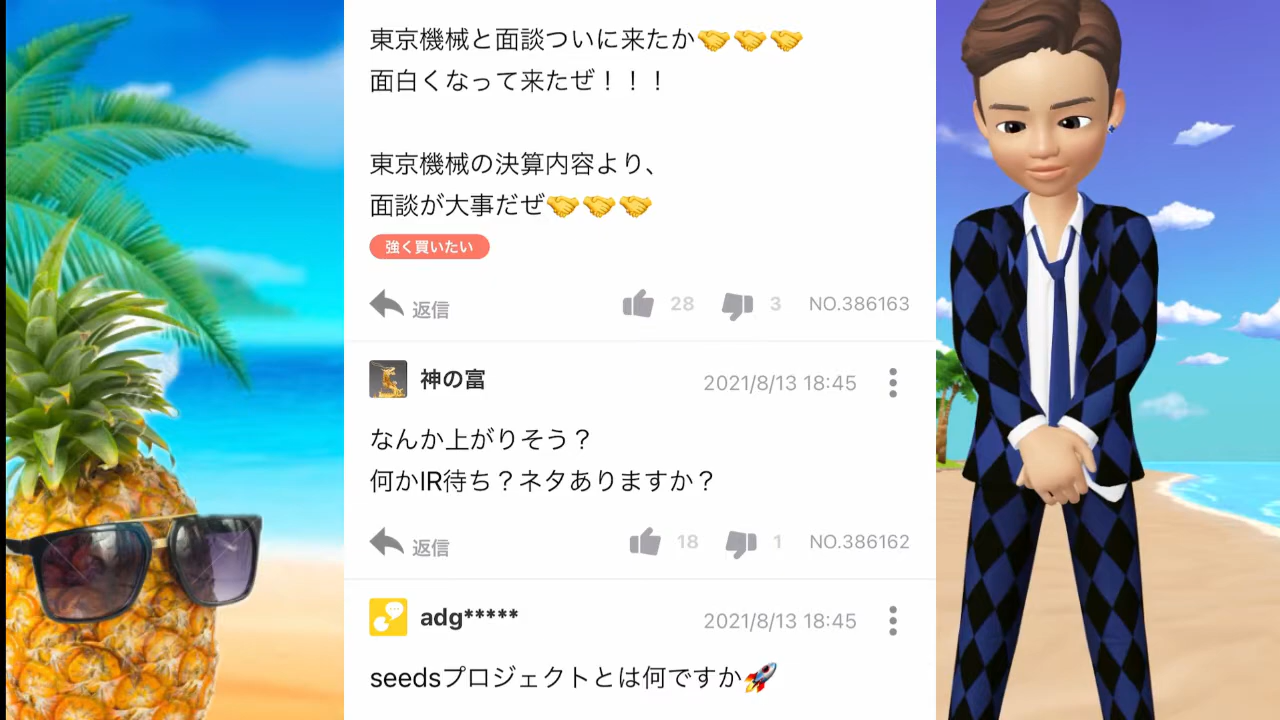 東京機械と面談ついに来たか🤝🤝🤝
面白くなって来たぜ！！！
東京機械の決算内容より、
面談が大事だぜ🤝🤝🤝
強く買いたい
返信 28 3 NO.386163
神の富 2021/8/13 18:45
なんか上がりそう？
何かIR待ち？ネタありますか？
返信 18 1 NO.386162
adg***** 2021/8/13 18:45
seedsプロジェクトとは何ですか🚀